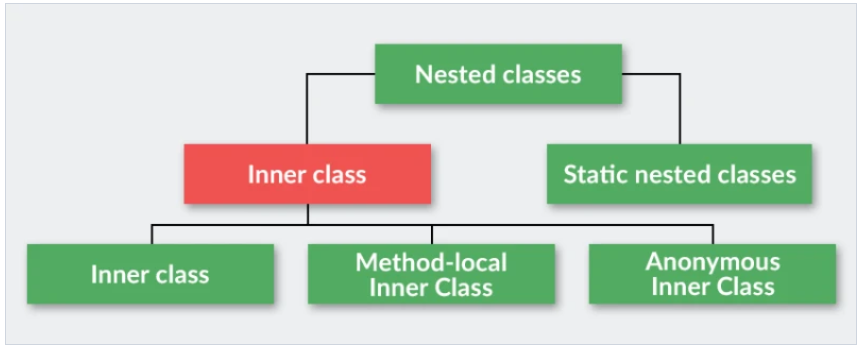 Nested classes
Inner class
Static nested classes
Inner class
Method-local
Inner Class
Anonymous
Inner Class